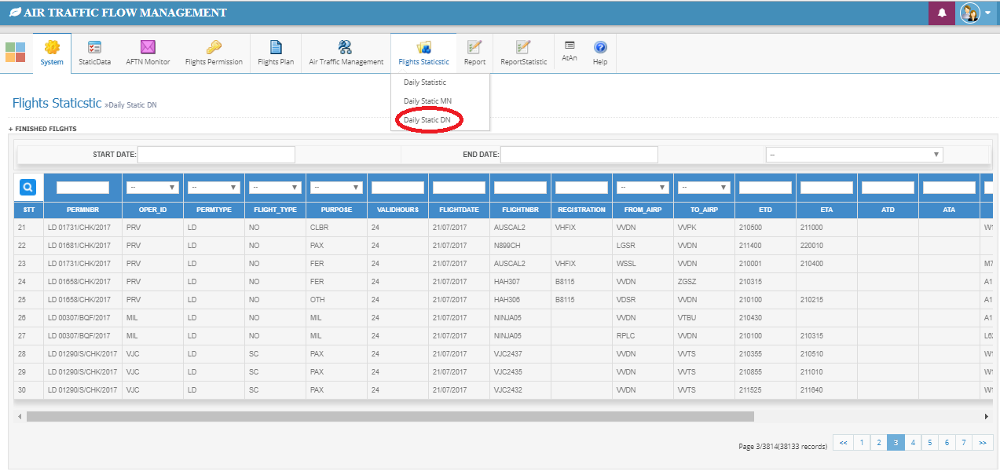 AIR TRAFFIC FLOW MANAGEMENT
System StaticData AFTN Monitor Flights Permission Flights Plan Air Traffic Management Flights Staticstic Report ReportStatistic AtAn Help
Daily Statistic
Daily Static MN
Daily Static DN
Flights Staticstic »Daily Static DN
+ FINISHED FILGHTS
START DATE: END DATE: --
-- -- -- -- -- --
STT PERMNBR OPER_ID PERMTYPE FLIGHT_TYPE PURPOSE VALIDHOURS FLIGHTDATE FLIGHTNBR REGISTRATION FROM_AIRP TO_AIRP ETD ETA ATD ATA
21 LD 01731/CHK/2017 PRV LD NO CLBR 24 21/07/2017 AUSCAL2 VHFIX VVDN VVPK 210500 211000 W1
22 LD 01681/CHK/2017 PRV LD NO PAX 24 21/07/2017 N899CH LGSR VVDN 211400 220010
23 LD 01731/CHK/2017 PRV LD NO FER 24 21/07/2017 AUSCAL2 VHFIX WSSL VVDN 210001 210400 M7
24 LD 01658/CHK/2017 PRV LD NO FER 24 21/07/2017 HAH307 B8115 VVDN ZGSZ 210315 A1
25 LD 01658/CHK/2017 PRV LD NO OTH 24 21/07/2017 HAH306 B8115 VDSR VVDN 210100 210215 A1
26 LD 00307/BQF/2017 MIL LD NO MIL 24 21/07/2017 NINJA05 VVDN VTBU 210430 A1
27 LD 00307/BQF/2017 MIL LD NO MIL 24 21/07/2017 NINJA05 RPLC VVDN 210100 210315 L62
28 LD 01290/S/CHK/2017 VJC LD SC PAX 24 21/07/2017 VJC2437 VVDN VVTS 210355 210510 W1
29 LD 01290/S/CHK/2017 VJC LD SC PAX 24 21/07/2017 VJC2435 VVDN VVTS 210855 211010 W1
30 LD 01290/S/CHK/2017 VJC LD SC PAX 24 21/07/2017 VJC2432 VVDN VVTS 211525 211640 W1
Page 3/3814(38133 records) << 1 2 3 4 5 6 7 >>